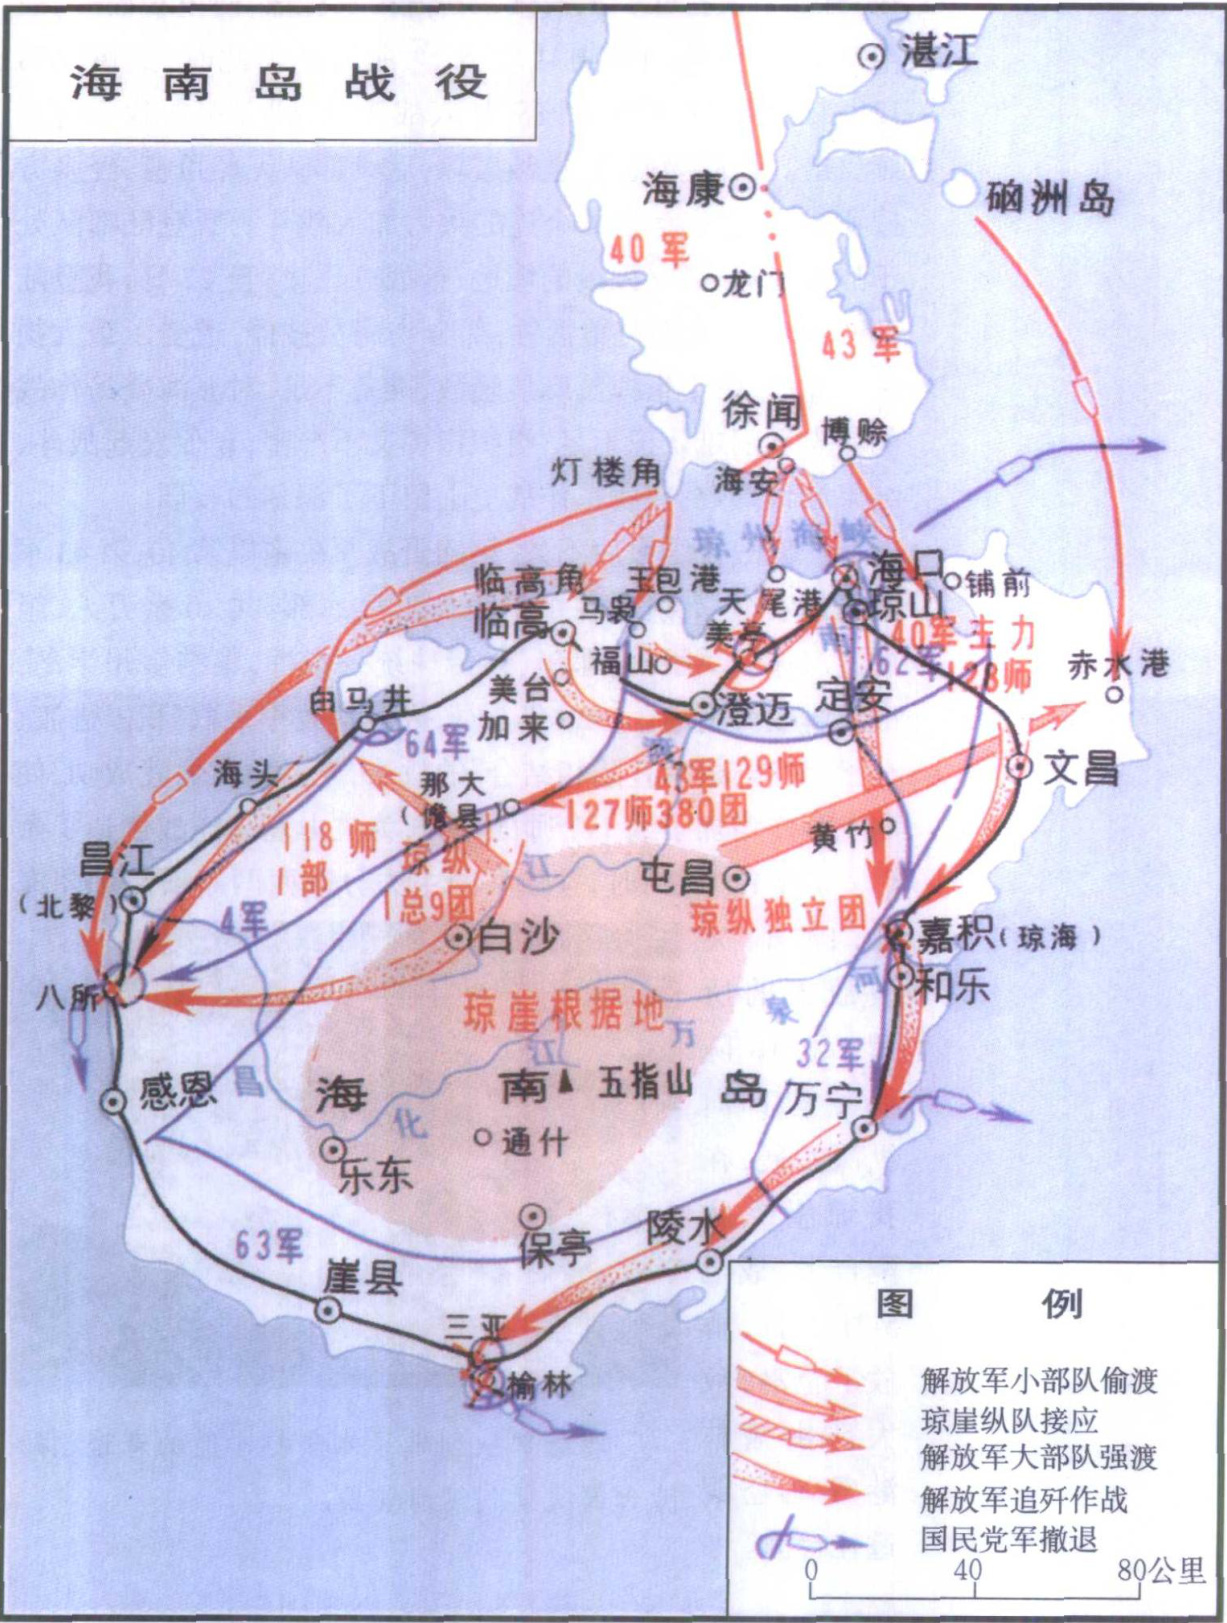 海南岛战役
湛江
海康
硇洲岛
40军
龙门
43军
徐闻
博赊
灯楼角
海安
琼州海峡
临高角
玉包港
海口
铺前
临高
马袅
天尾港
琼山
美亭
南
40军主力
福山
62军
128师
赤水港
美台
白马井
加来
澄迈
定安
64军
渡
文昌
海头
那大
(儋县)
43军129师
127师380团
118师
1部
琼纵
黄竹
昌江
江
屯昌
(北黎)
4军
1总9团
琼纵独立团
嘉积(琼海)
白沙
八所
和乐
琼崖根据地
万泉河
江
32军
感恩
昌
海南岛
五指山
万宁
化
通什
乐东
63军
保亭
陵水
崖县
三亚
榆林
图例
解放军小部队偷渡
琼崖纵队接应
解放军大部队强渡
解放军追歼作战
国民党军撤退
0 40 80公里